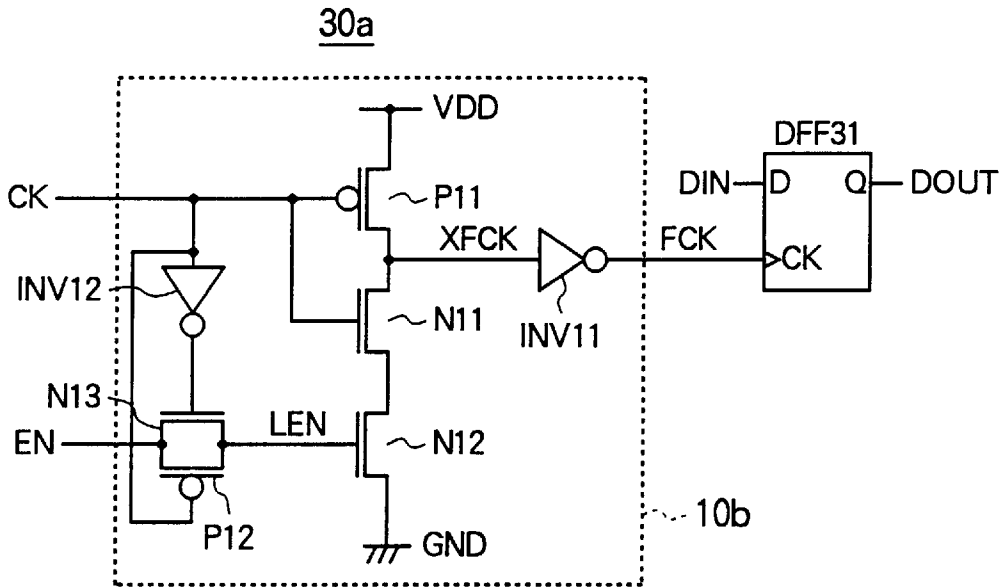 30a
VDD
DFF31
CK
P11
DIN
D
Q
DOUT
XFCK
FCK
CK
INV12
N11
INV11
N13
EN
LEN
N12
P12
GND
10b